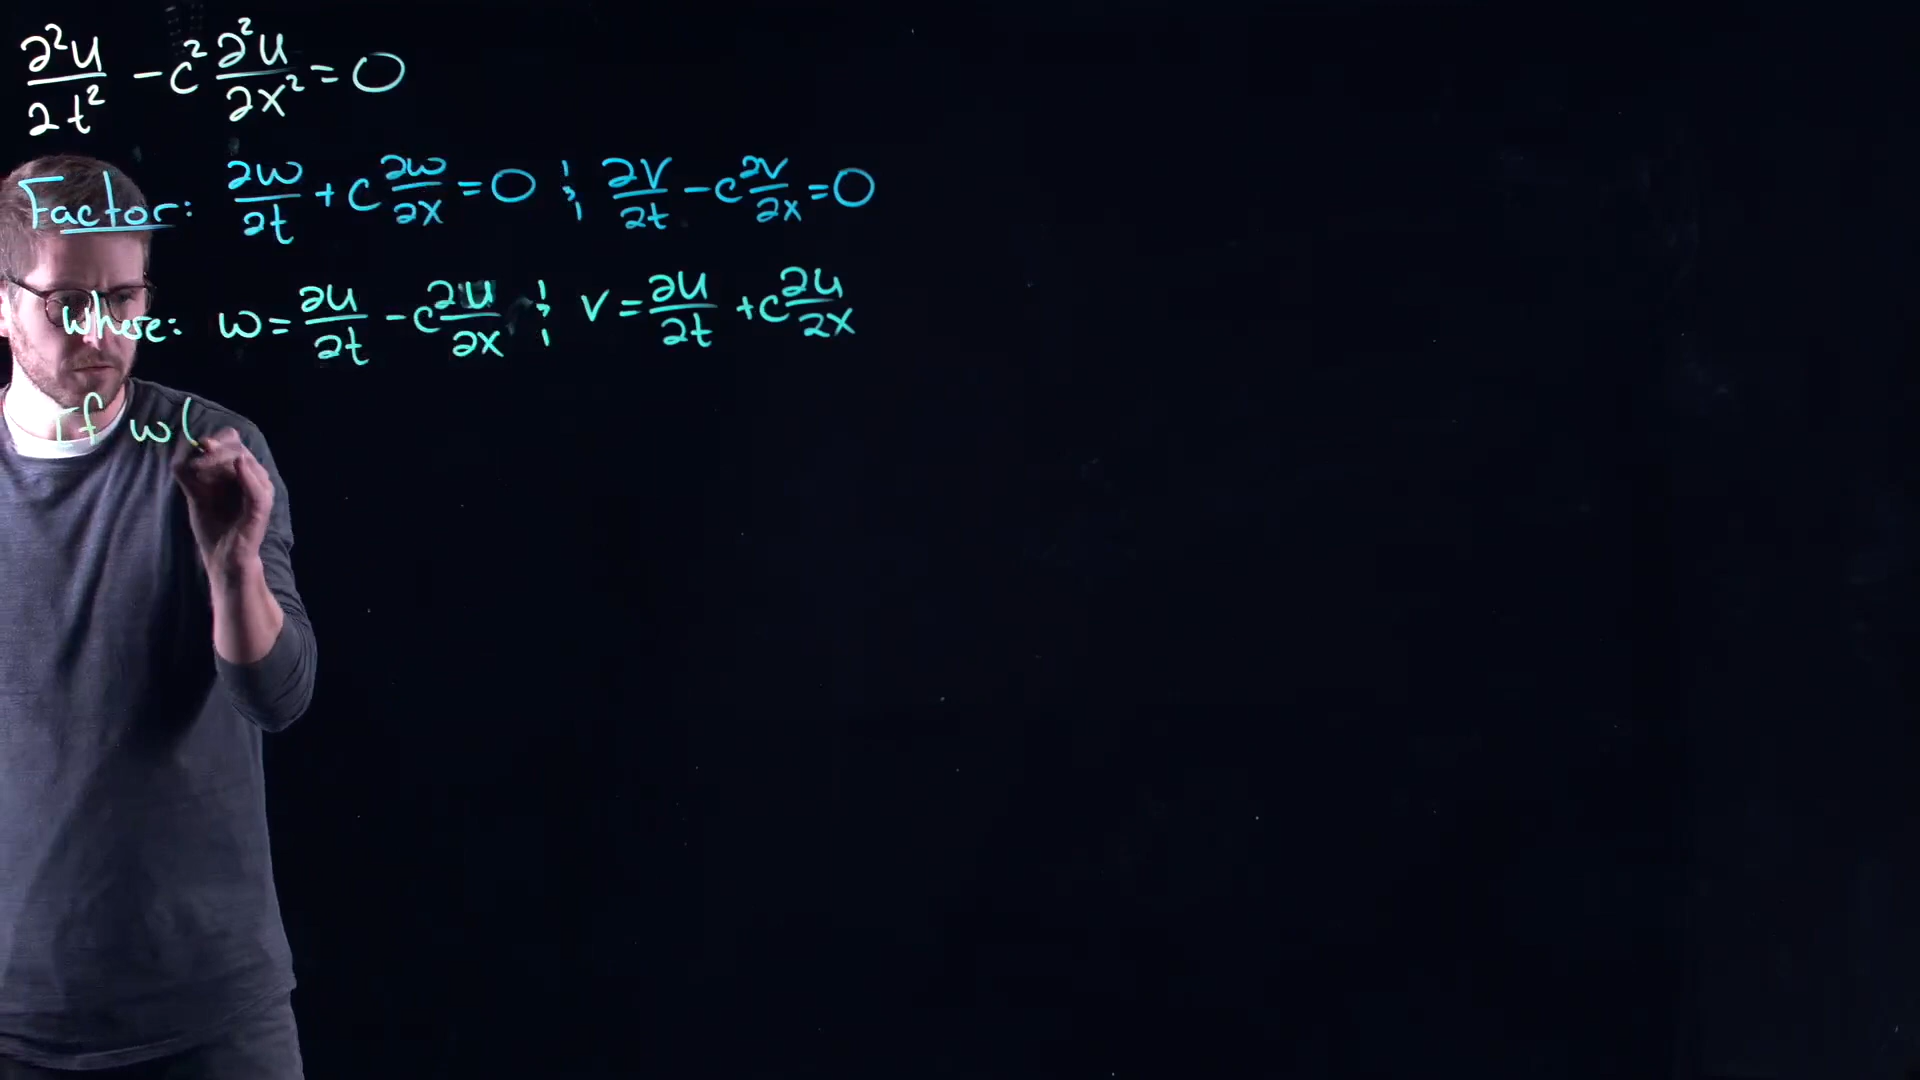 ∂²u/∂t² - c² ∂²u/∂x² = 0
Factor: ∂w/∂t + c ∂w/∂x = 0 ; ∂v/∂t - c ∂v/∂x = 0
where: w = ∂u/∂t - c ∂u/∂x ; v = ∂u/∂t + c ∂u/∂x
If w(